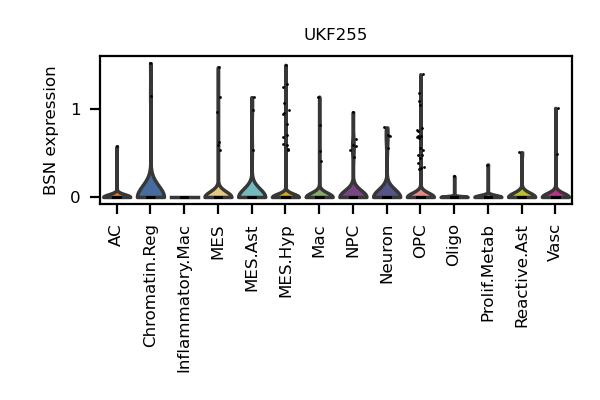 UKF255
BSN expression
1
0
AC
Chromatin.Reg
Inflammatory.Mac
MES
MES.Ast
MES.Hyp
Mac
NPC
Neuron
OPC
Oligo
Prolif.Metab
Reactive.Ast
Vasc